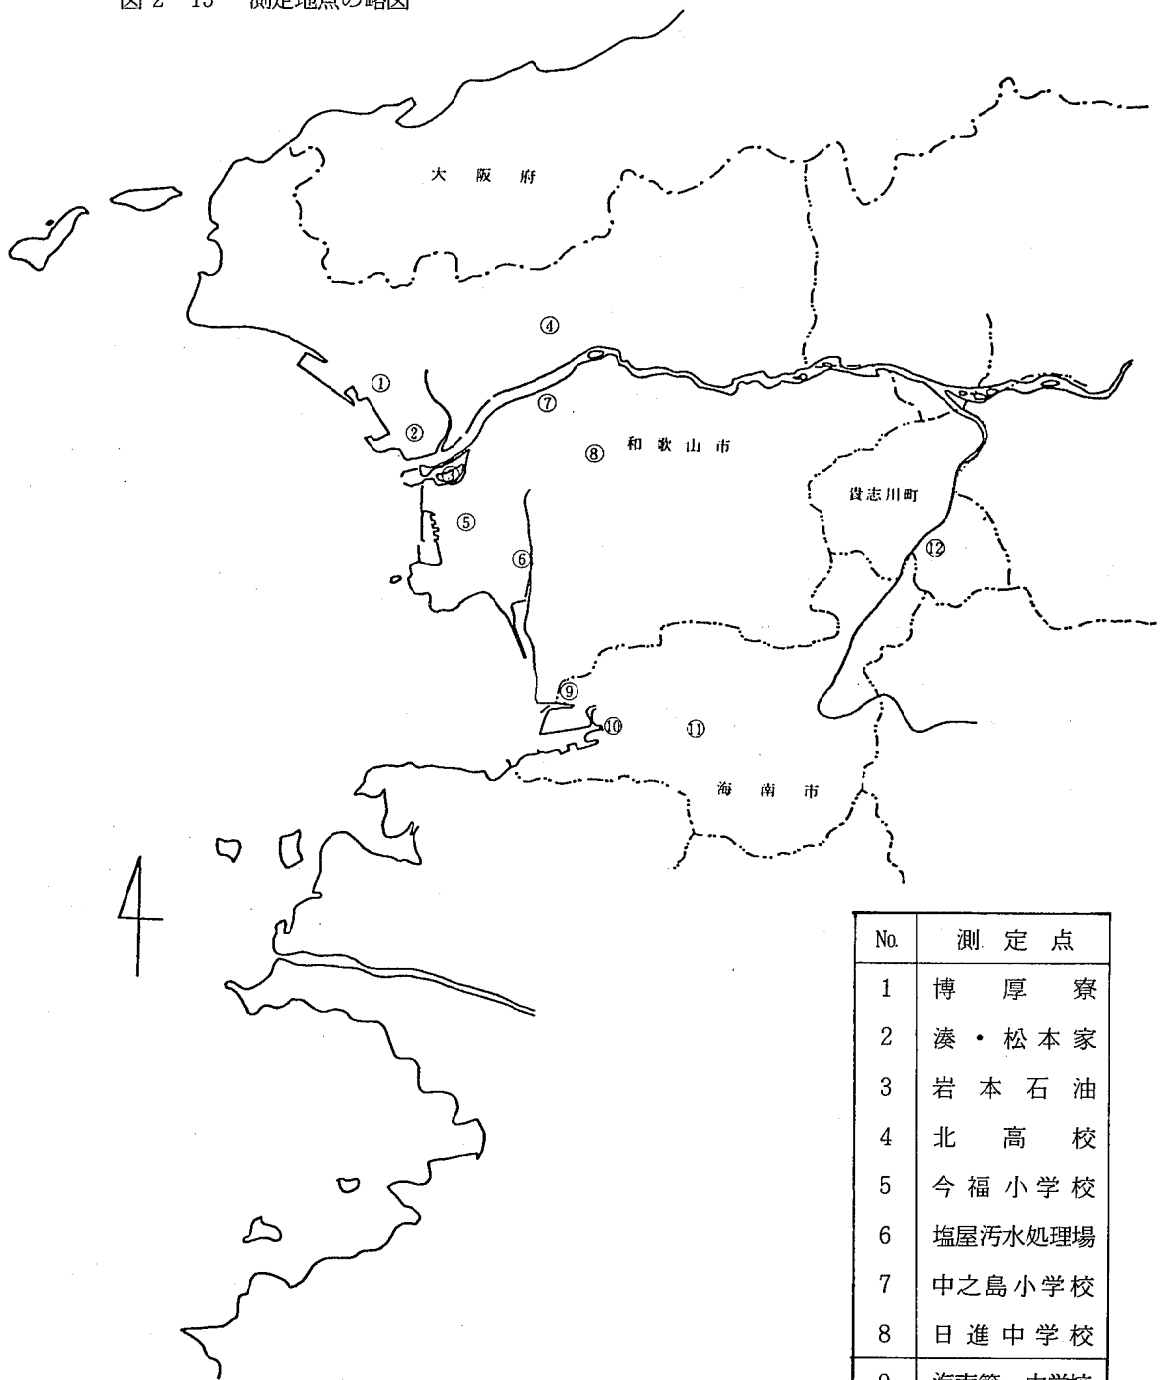 図2-15 測定地点の略図
大阪府
④
①
⑦
②
⑧ 和歌山市
③
貴志川町
⑤
⑥
⑫
⑨
⑩
⑪
海南市
No. 測定点
1 博厚寮
2 湊・松本家
3 岩本石油
4 北高校
5 今福小学校
6 塩屋汚水処理場
7 中之島小学校
8 日進中学校